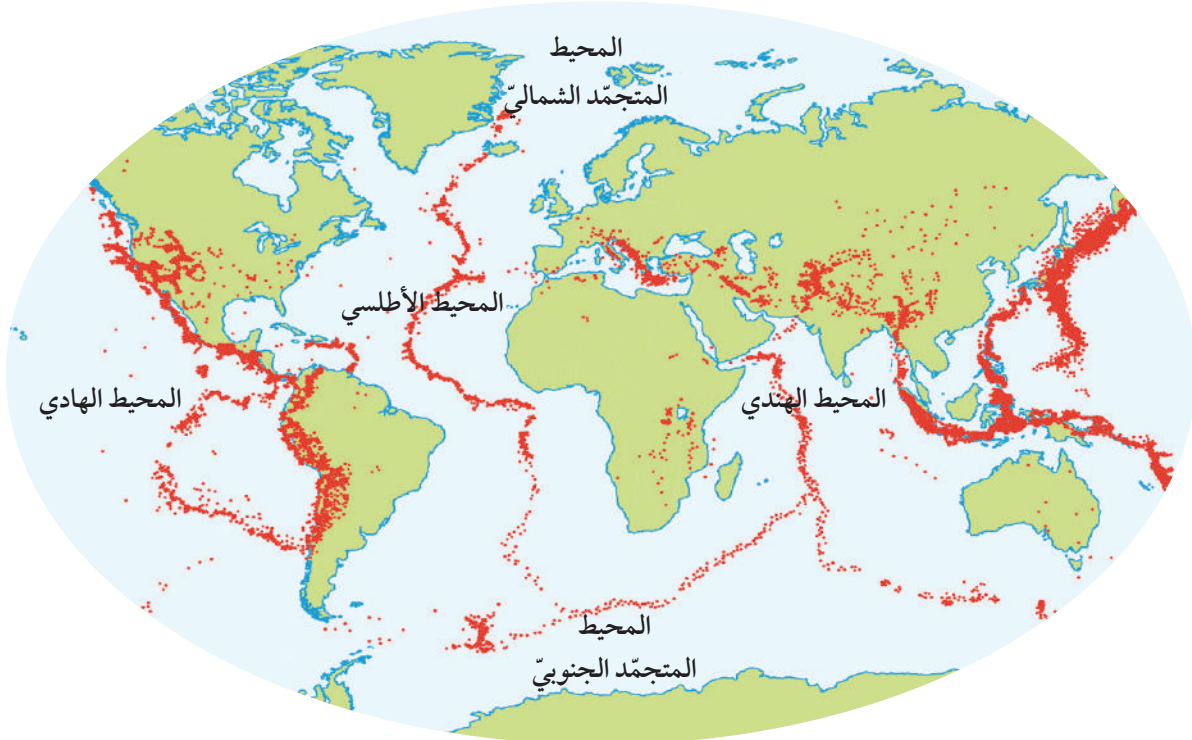 المحيط
المتجمّد الشماليّ
المحيط الأطلسي
المحيط الهادي
المحيط الهندي
المحيط
المتجمّد الجنوبيّ